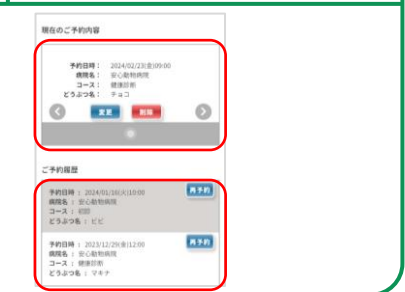 現在のご予約内容
予約日時： 2024/02/23(金)09:00
病院名： 安心動物病院
コース： 健康診断
どうぶつ名： チョコ
変更 削除
ご予約履歴
予約日時 ： 2024/01/16(火)10:00 再予約
病院名 ： 安心動物病院
コース ： 初診
どうぶつ名 ： ビビ
予約日時 ： 2023/12/29(金)12:00 再予約
病院名 ： 安心動物病院
コース ： 健康診断
どうぶつ名 ： マキナ